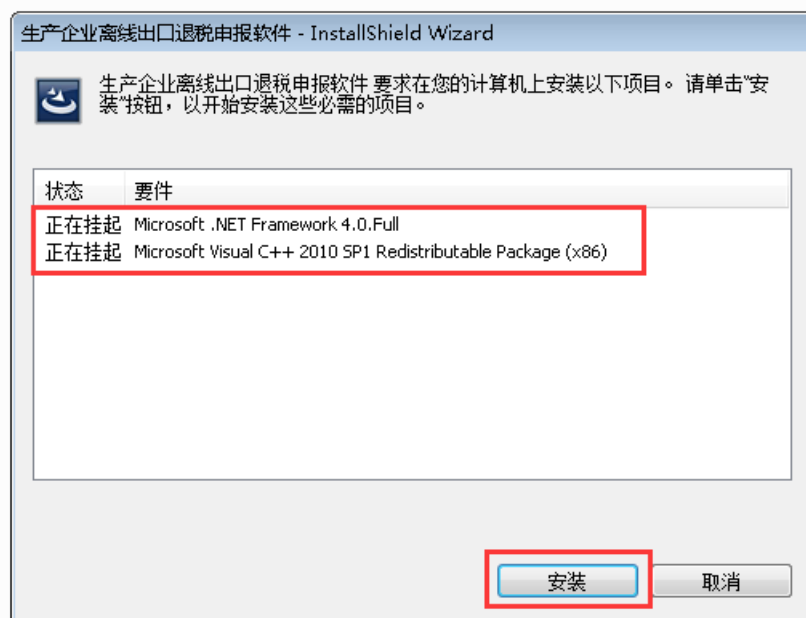 生产企业离线出口退税申报软件 - InstallShield Wizard
生产企业离线出口退税申报软件 要求在您的计算机上安装以下项目。 请单击“安
装”按钮，以开始安装这些必需的项目。
状态 要件
正在挂起 Microsoft .NET Framework 4.0.Full
正在挂起 Microsoft Visual C++ 2010 SP1 Redistributable Package (x86)
安装 取消